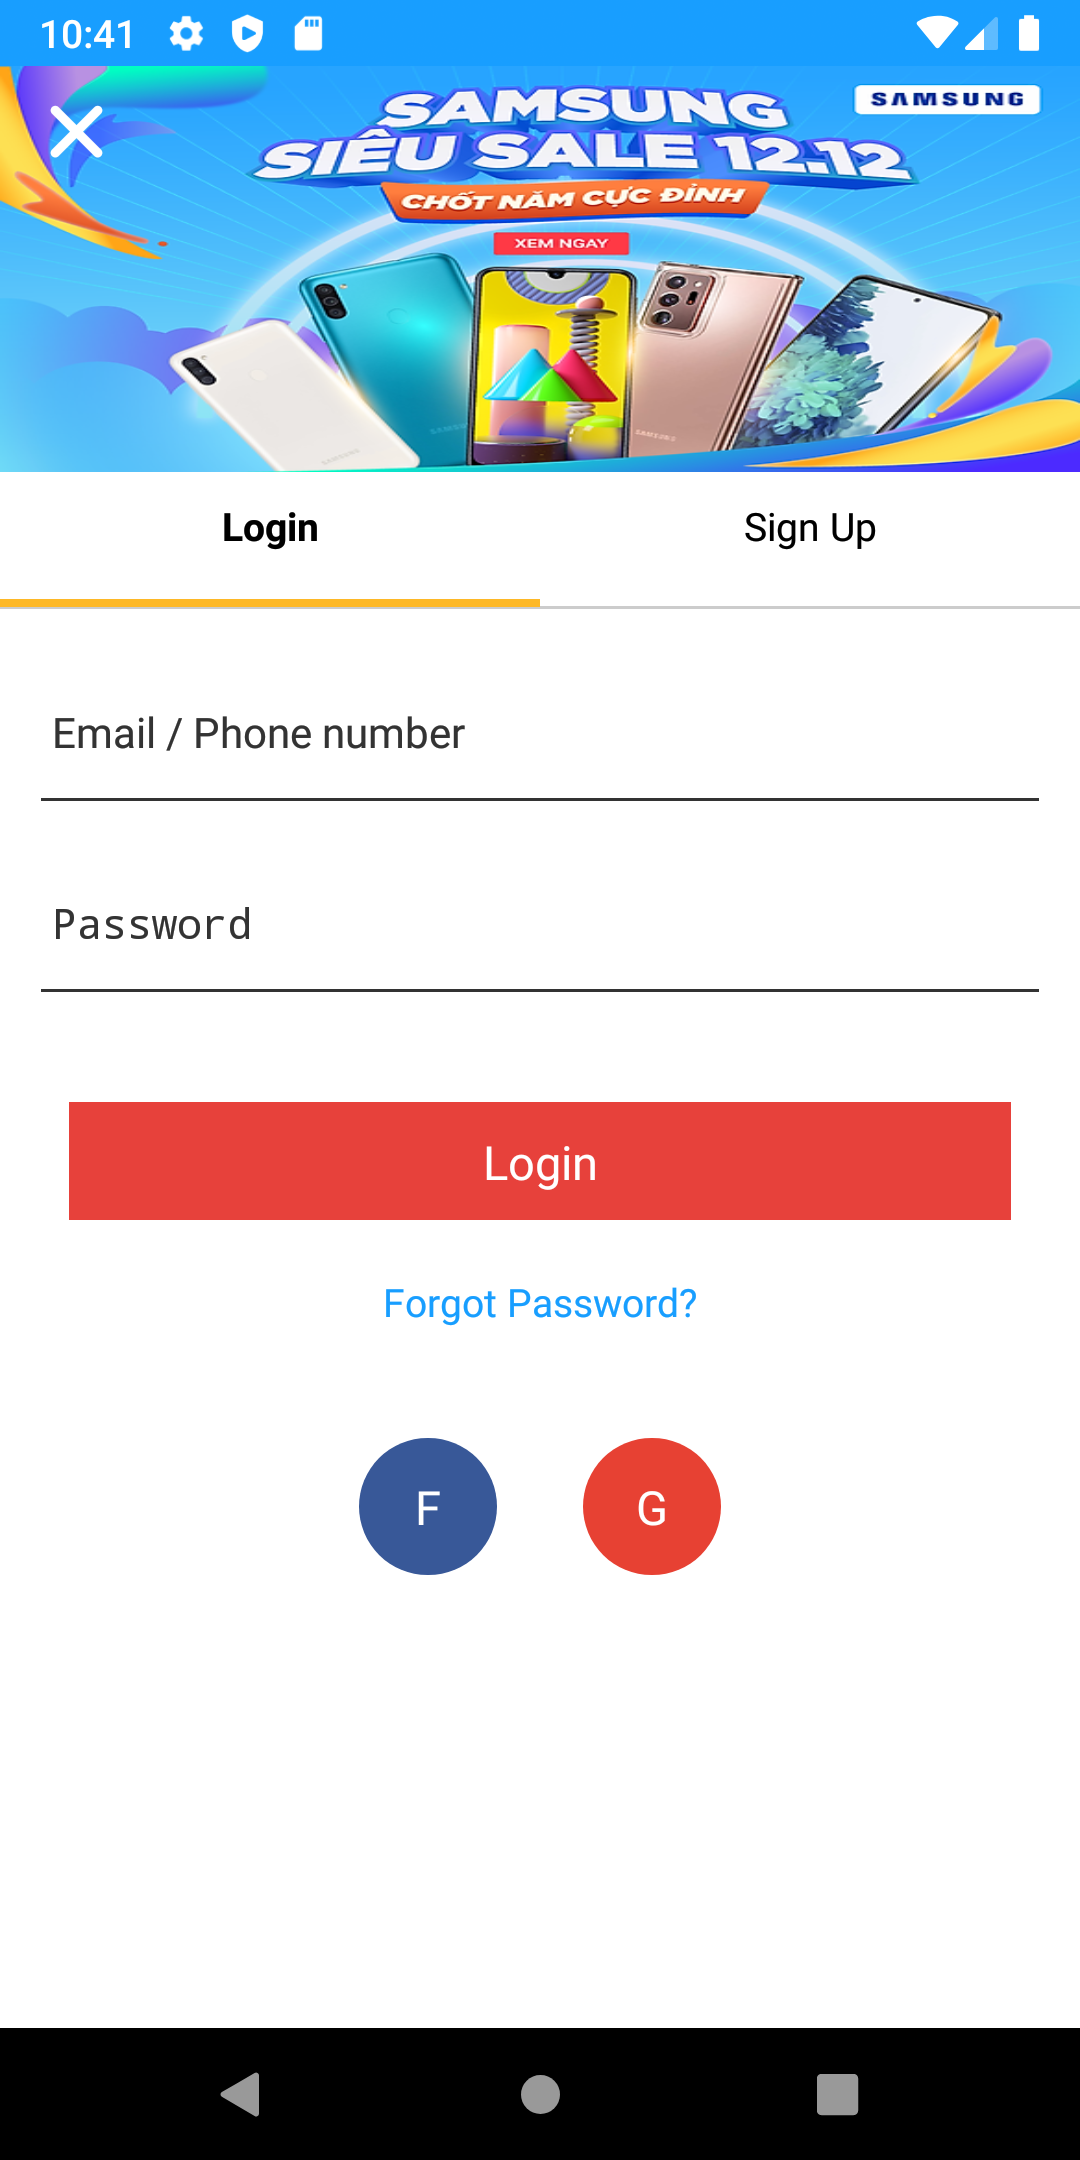 10:41
SAMSUNG
SAMSUNG
SIÊU SALE 12.12
CHỐT NĂM CỰC ĐỈNH
XEM NGAY
SAMSUNG
Login
Sign Up
Email / Phone number
Password
Login
Forgot Password?
F
G